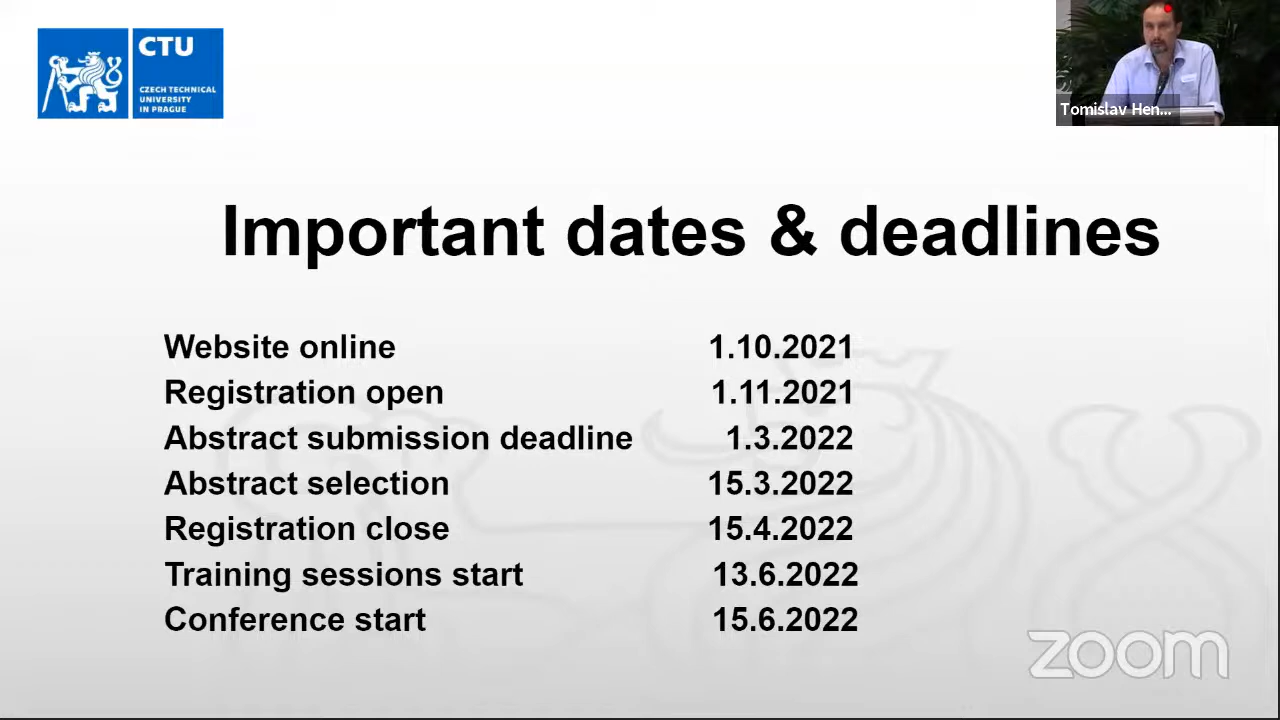 CTU
CZECH TECHNICAL
UNIVERSITY
IN PRAGUE
Tomislav Hen...
Important dates & deadlines
Website online 1.10.2021
Registration open 1.11.2021
Abstract submission deadline 1.3.2022
Abstract selection 15.3.2022
Registration close 15.4.2022
Training sessions start 13.6.2022
Conference start 15.6.2022
zoom